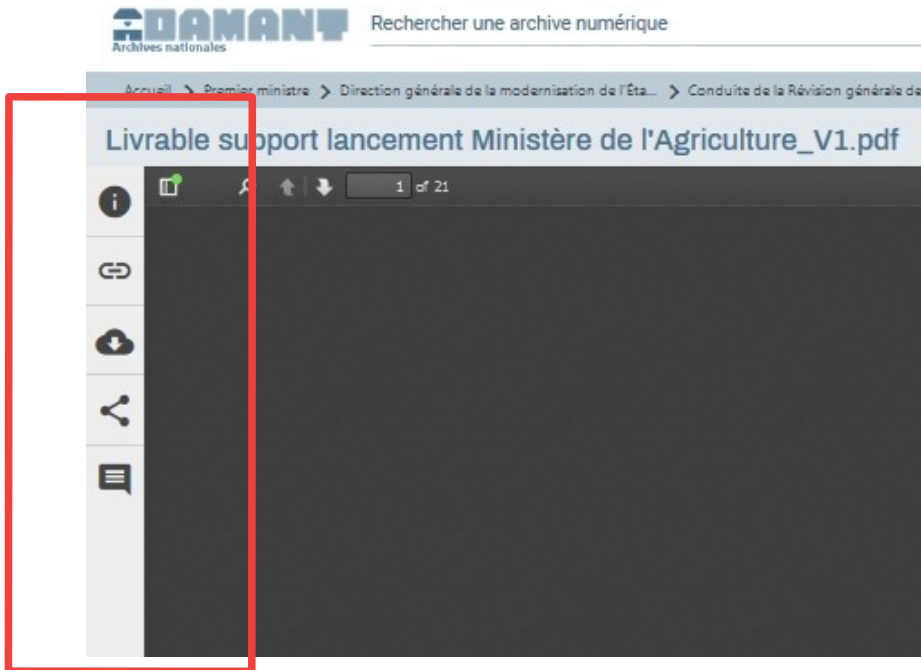 ADAMANT
Archives nationales
Rechercher une archive numérique
Accueil > Premier ministre > Direction générale de la modernisation de l'Éta... > Conduite de la Révision générale de
Livrable support lancement Ministère de l'Agriculture_V1.pdf
1 of 21